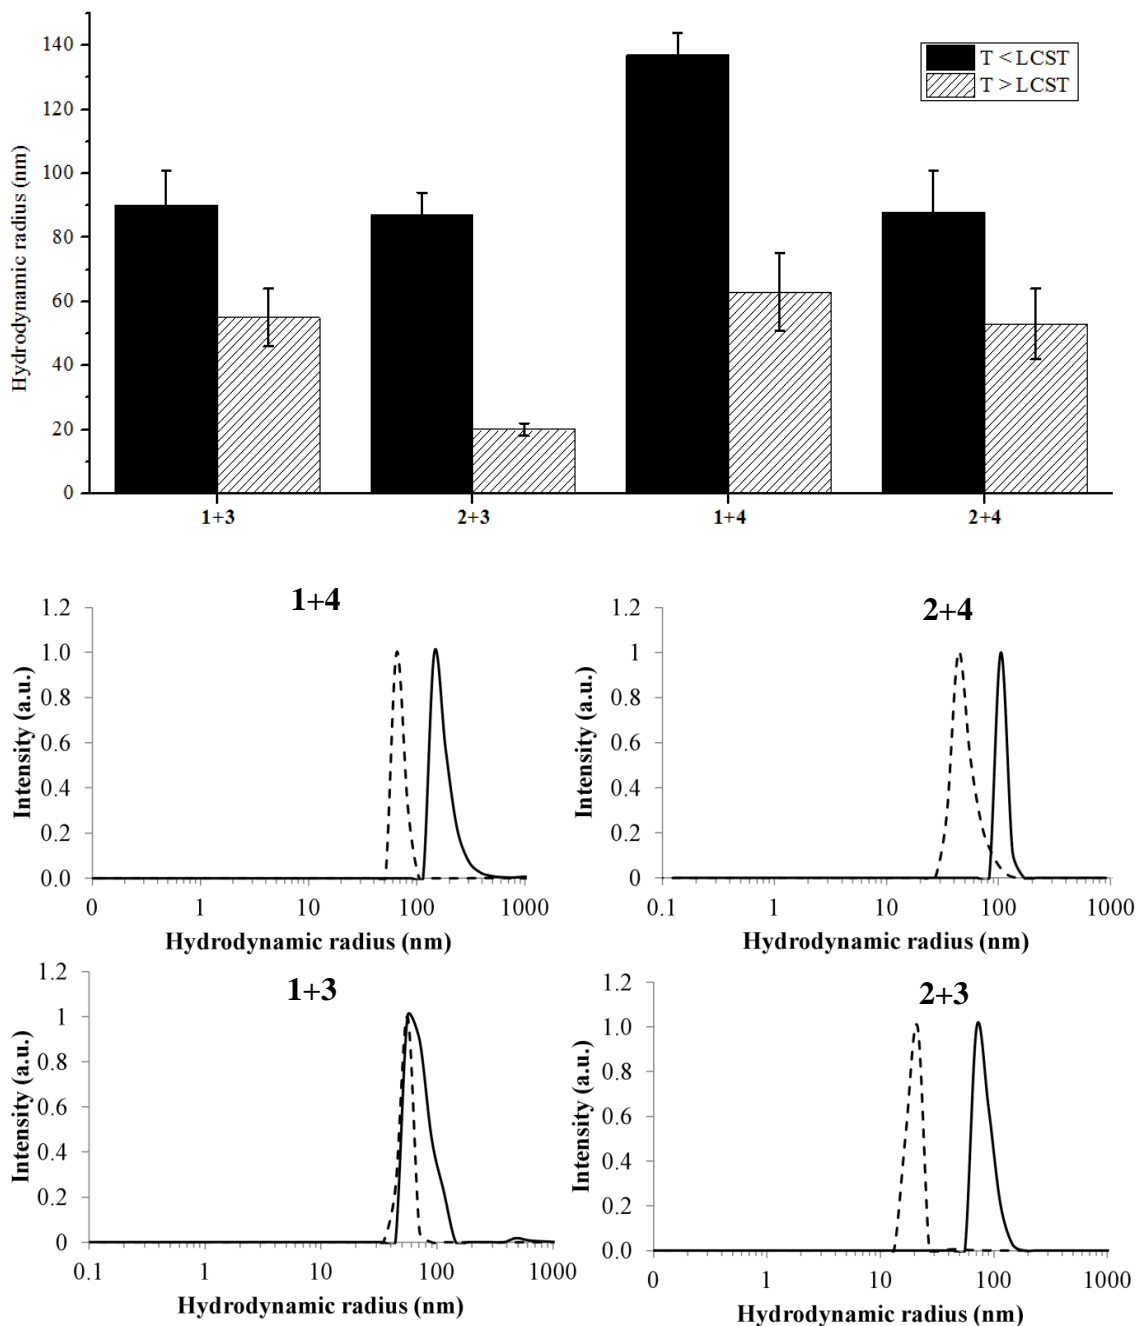 Hydrodynamic radius (nm)
140
120
100
80
60
40
20
0
T < LCST
T > LCST
1+3 2+3 1+4 2+4
1+4
Intensity (a.u.)
1.2
1.0
0.8
0.6
0.4
0.2
0.0
0 1 10 100 1000
Hydrodynamic radius (nm)
2+4
Intensity (a.u.)
1.2
1
0.8
0.6
0.4
0.2
0
0.1 1 10 100 1000
Hydrodynamic radius (nm)
1+3
Intensity (a.u.)
1.2
1
0.8
0.6
0.4
0.2
0
0.1 1 10 100 1000
Hydrodynamic radius (nm)
2+3
Intensity (a.u.)
1.2
1.0
0.8
0.6
0.4
0.2
0.0
0 1 10 100 1000
Hydrodynamic radius (nm)